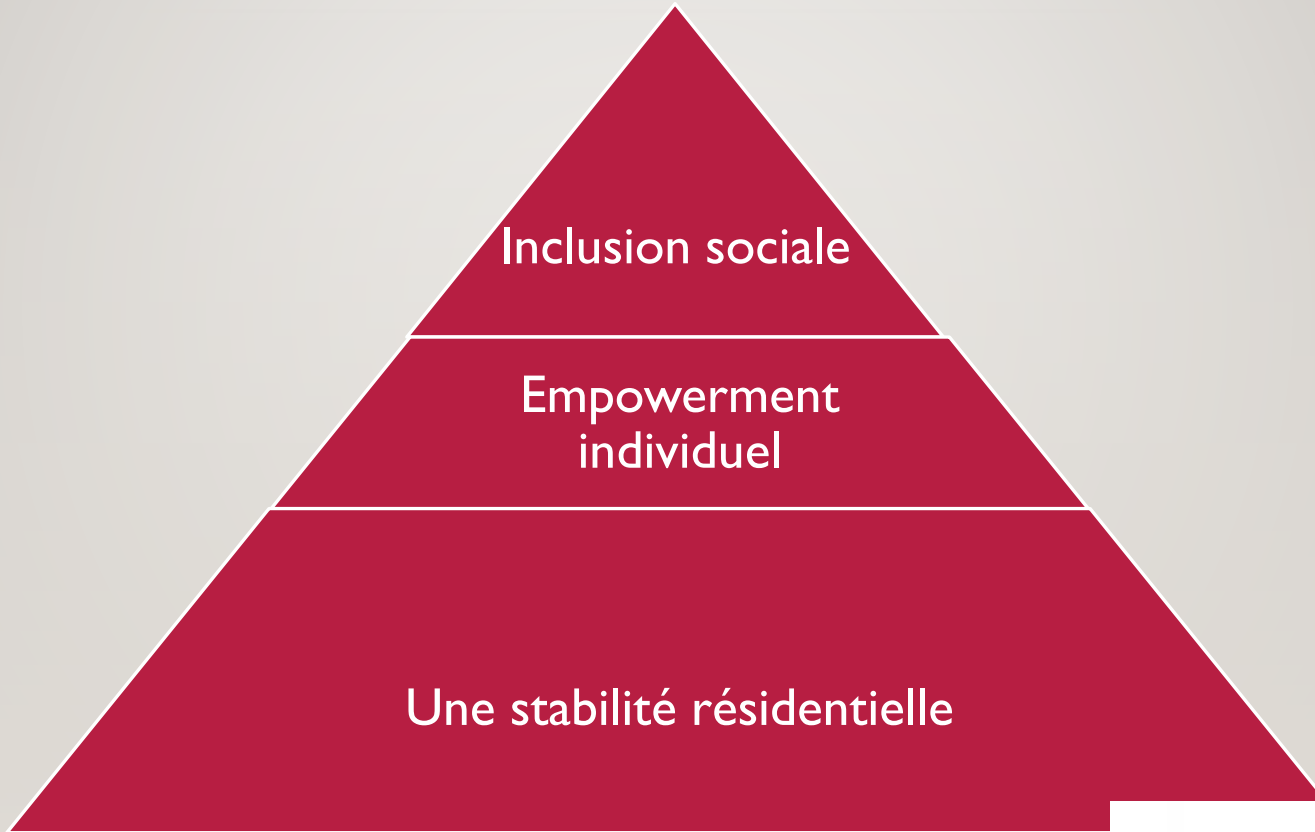 Inclusion sociale
Empowerment
individuel
Une stabilité résidentielle